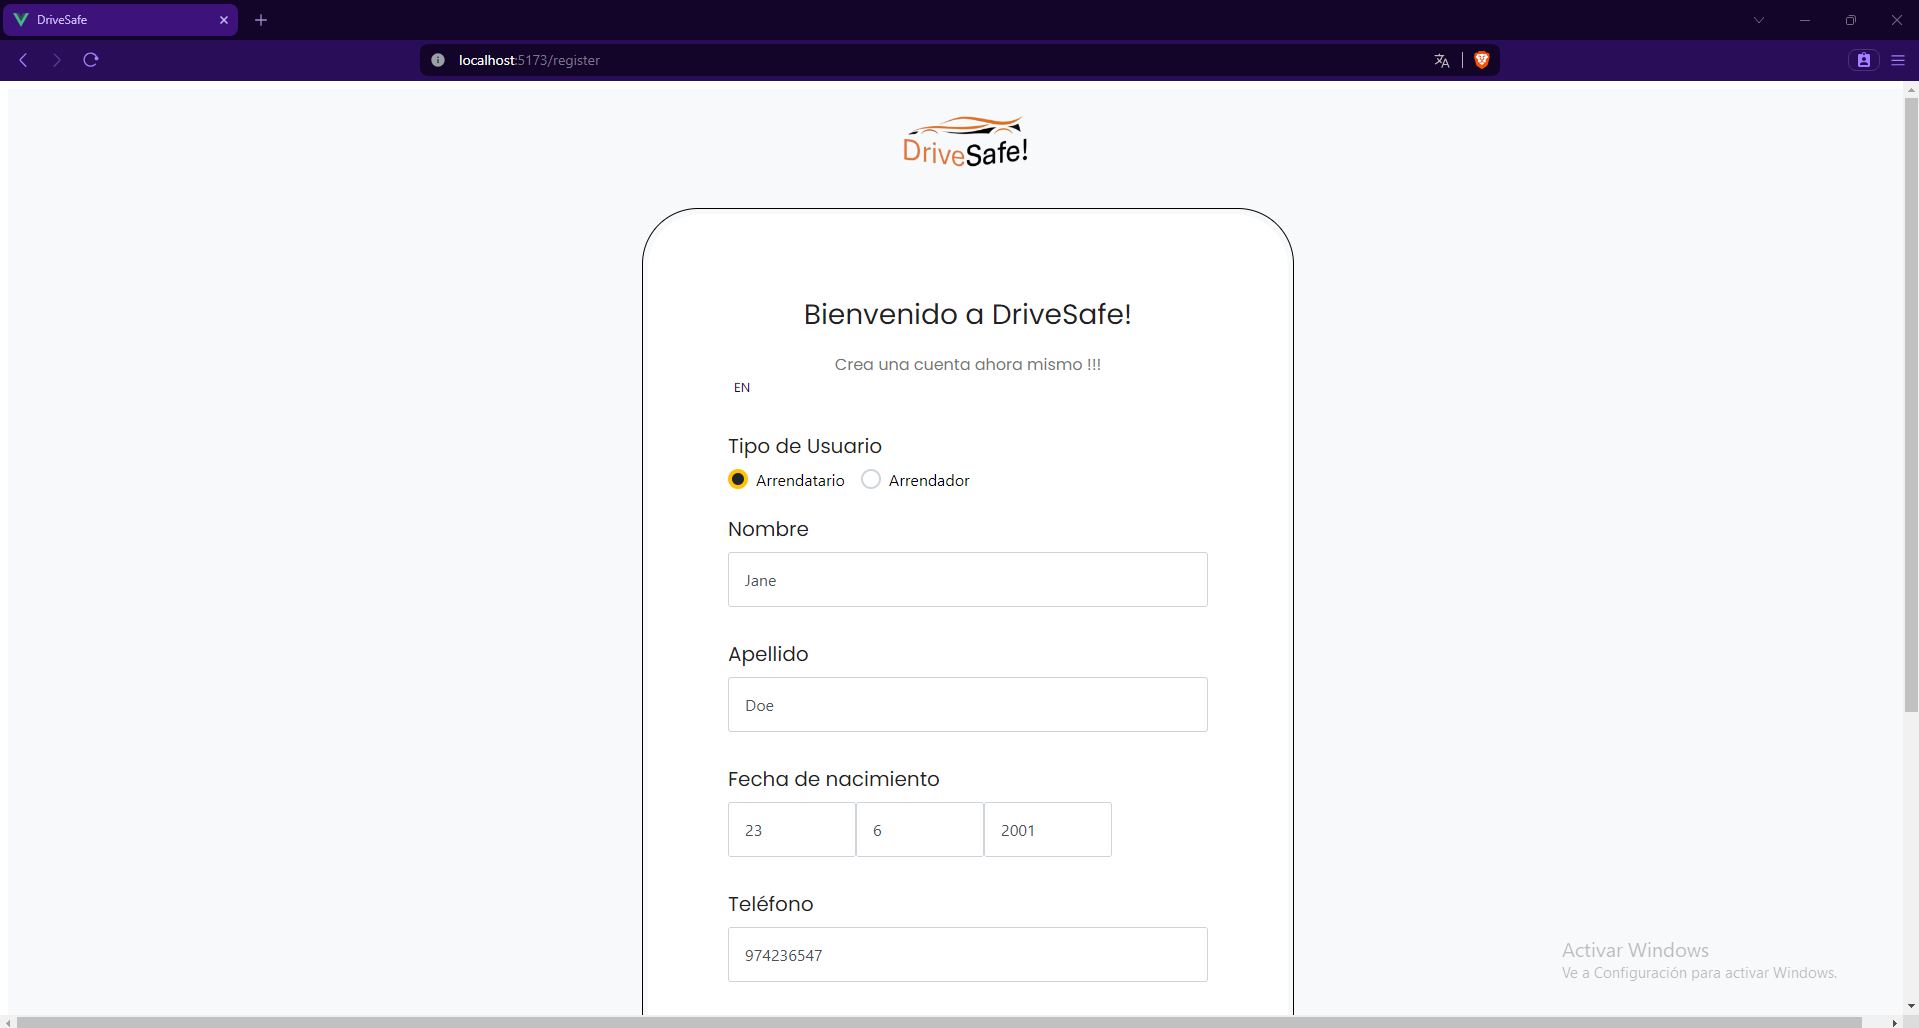 DriveSafe
localhost:5173/register
DriveSafe!
Bienvenido a DriveSafe!
Crea una cuenta ahora mismo !!!
EN
Tipo de Usuario
Arrendatario Arrendador
Nombre
Jane
Apellido
Doe
Fecha de nacimiento
23 6 2001
Teléfono
974236547
Activar Windows
Ve a Configuración para activar Windows.